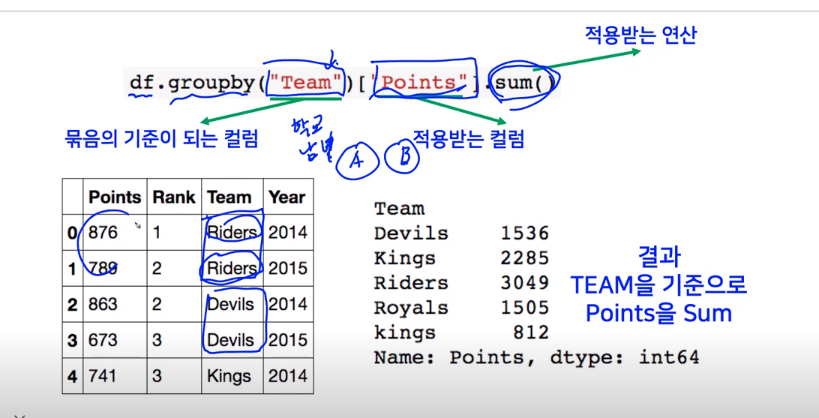 적용받는 연산
df.groupby("Team")["Points"].sum()
묶음의 기준이 되는 컬럼
적용받는 컬럼
학교
A B
Points Rank Team Year
0 876 1 Riders 2014
1 789 2 Riders 2015
2 863 2 Devils 2014
3 673 3 Devils 2015
4 741 3 Kings 2014
Team
Devils 1536
Kings 2285
Riders 3049
Royals 1505
kings 812
Name: Points, dtype: int64
결과
TEAM을 기준으로
Points을 Sum